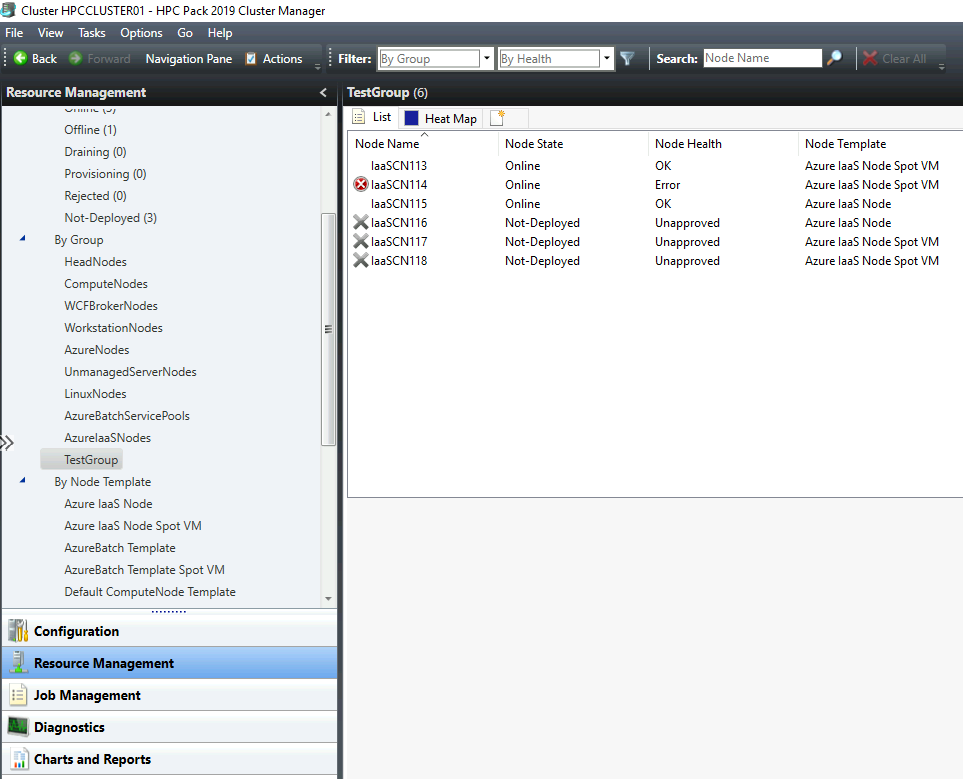 Cluster HPCCLUSTER01 - HPC Pack 2019 Cluster Manager
File View Tasks Options Go Help
Back Forward Navigation Pane Actions Filter: By Group By Health Search: Node Name Clear All
Resource Management
TestGroup (6)
List Heat Map
Offline (1)
Draining (0)
Provisioning (0)
Rejected (0)
Not-Deployed (3)
By Group
HeadNodes
ComputeNodes
WCFBrokerNodes
WorkstationNodes
AzureNodes
UnmanagedServerNodes
LinuxNodes
AzureBatchServicePools
AzureIaaSNodes
TestGroup
By Node Template
Azure IaaS Node
Azure IaaS Node Spot VM
AzureBatch Template
AzureBatch Template Spot VM
Default ComputeNode Template
Configuration
Resource Management
Job Management
Diagnostics
Charts and Reports
Node Name Node State Node Health Node Template
IaaSCN113 Online OK Azure IaaS Node Spot VM
IaaSCN114 Online Error Azure IaaS Node Spot VM
IaaSCN115 Online OK Azure IaaS Node
IaaSCN116 Not-Deployed Unapproved Azure IaaS Node
IaaSCN117 Not-Deployed Unapproved Azure IaaS Node Spot VM
IaaSCN118 Not-Deployed Unapproved Azure IaaS Node Spot VM